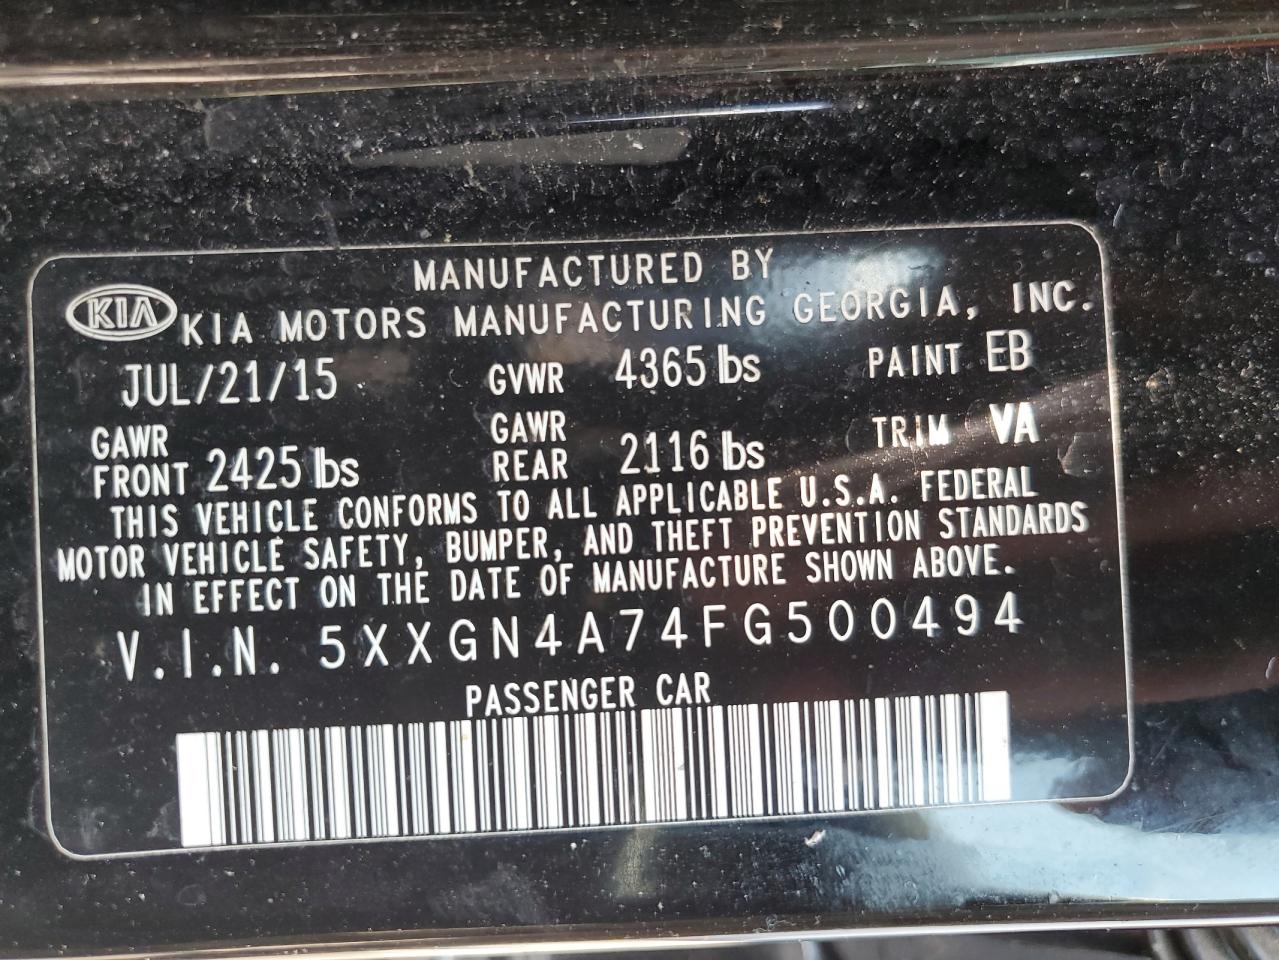 MANUFACTURED BY
KIA KIA MOTORS MANUFACTURING GEORGIA, INC.
JUL/21/15 GVWR 4365 lbs PAINT EB
GAWR FRONT 2425 lbs GAWR REAR 2116 lbs TRIM VA
THIS VEHICLE CONFORMS TO ALL APPLICABLE U.S.A. FEDERAL
MOTOR VEHICLE SAFETY, BUMPER, AND THEFT PREVENTION STANDARDS
IN EFFECT ON THE DATE OF MANUFACTURE SHOWN ABOVE.
V.I.N. 5XXGN4A74FG500494
PASSENGER CAR